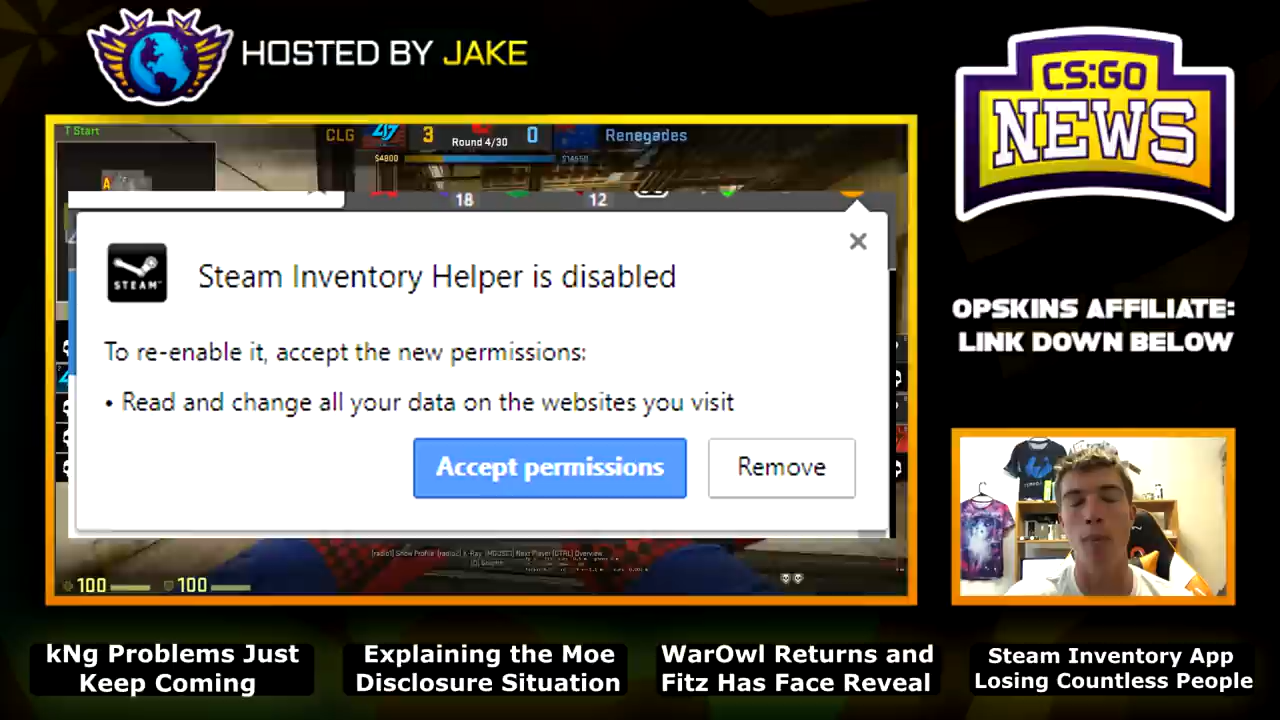 HOSTED BY JAKE
CS:GO
NEWS
T Start
CLG 3 0 Renegades
Round 4/30
$4800
A
18 12
STEAM
Steam Inventory Helper is disabled
To re-enable it, accept the new permissions:
• Read and change all your data on the websites you visit
Accept permissions Remove
100 100
OPSKINS AFFILIATE:
LINK DOWN BELOW
kNg Problems Just
Keep Coming
Explaining the Moe
Disclosure Situation
WarOwl Returns and
Fitz Has Face Reveal
Steam Inventory App
Losing Countless People